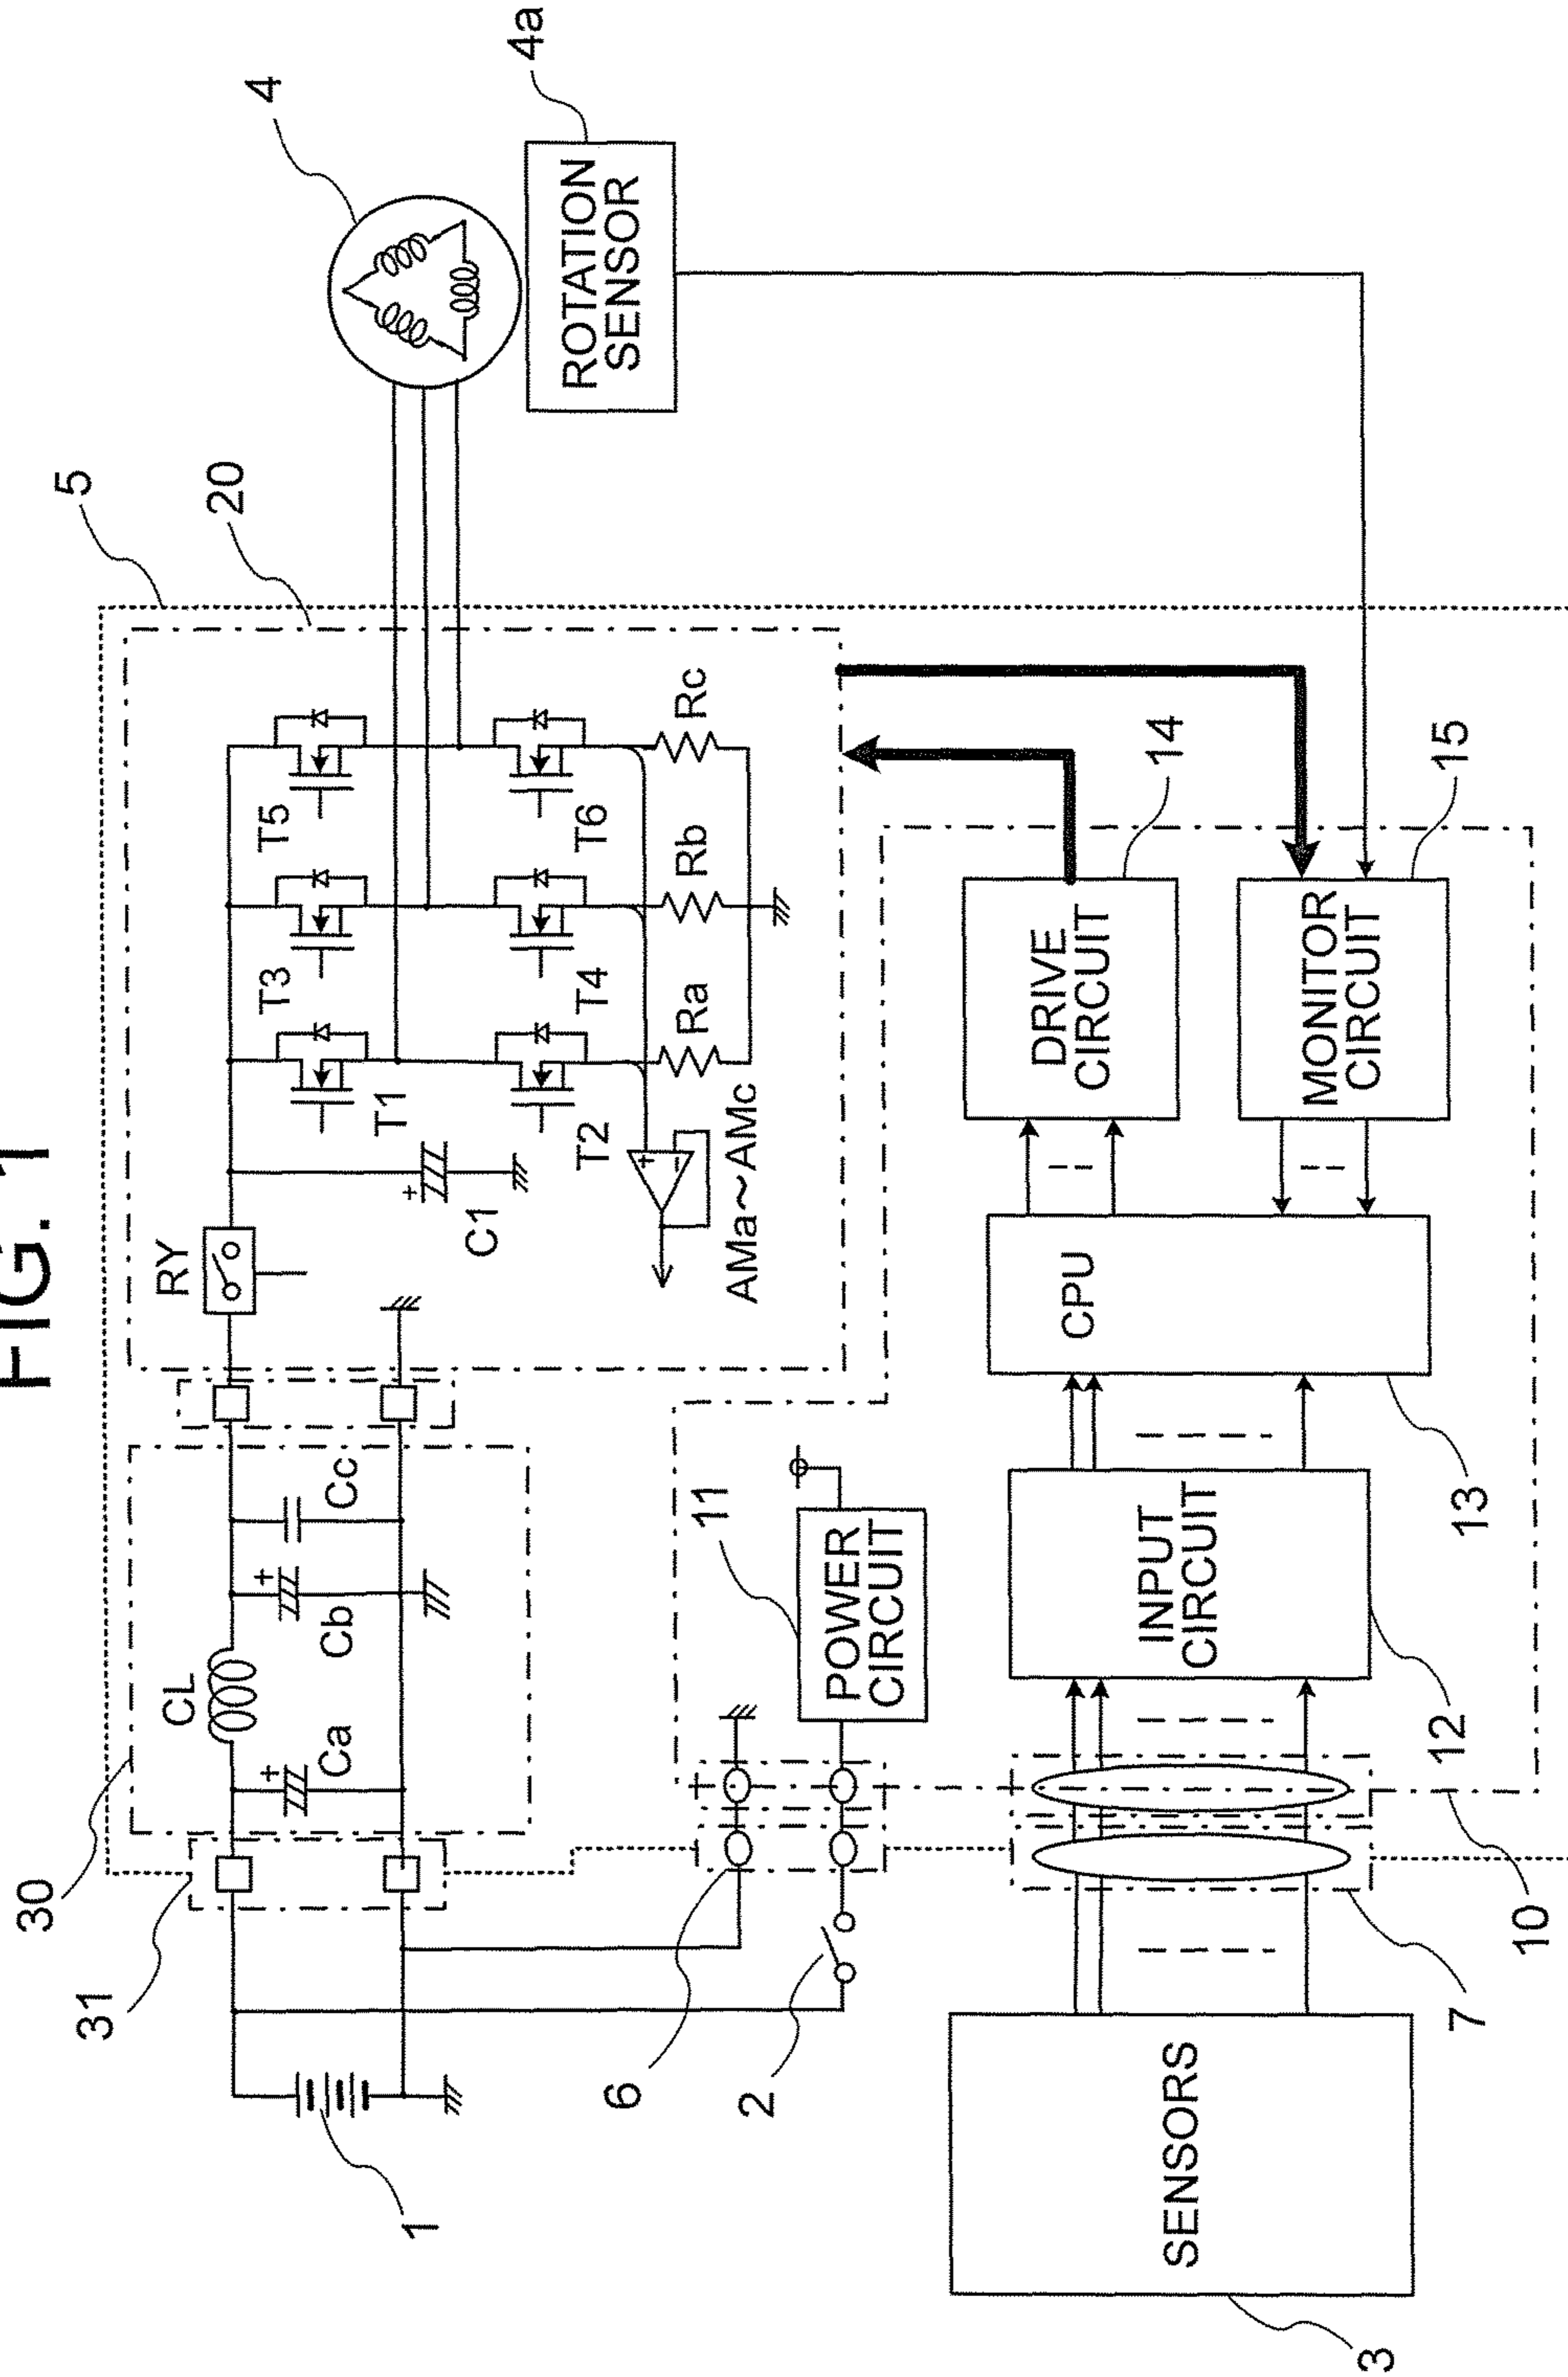 FIG. 1
30
31
CL
Ca
Cb
Cc
1
RY
C1
T1
T3
T5
T2
T4
T6
Ra
Rb
Rc
AMa~AMc
5
20
4
4a
ROTATION
SENSOR
6
2
11
POWER
CIRCUIT
SENSORS
3
7
10
12
INPUT
CIRCUIT
13
CPU
DRIVE
CIRCUIT
14
MONITOR
CIRCUIT
15